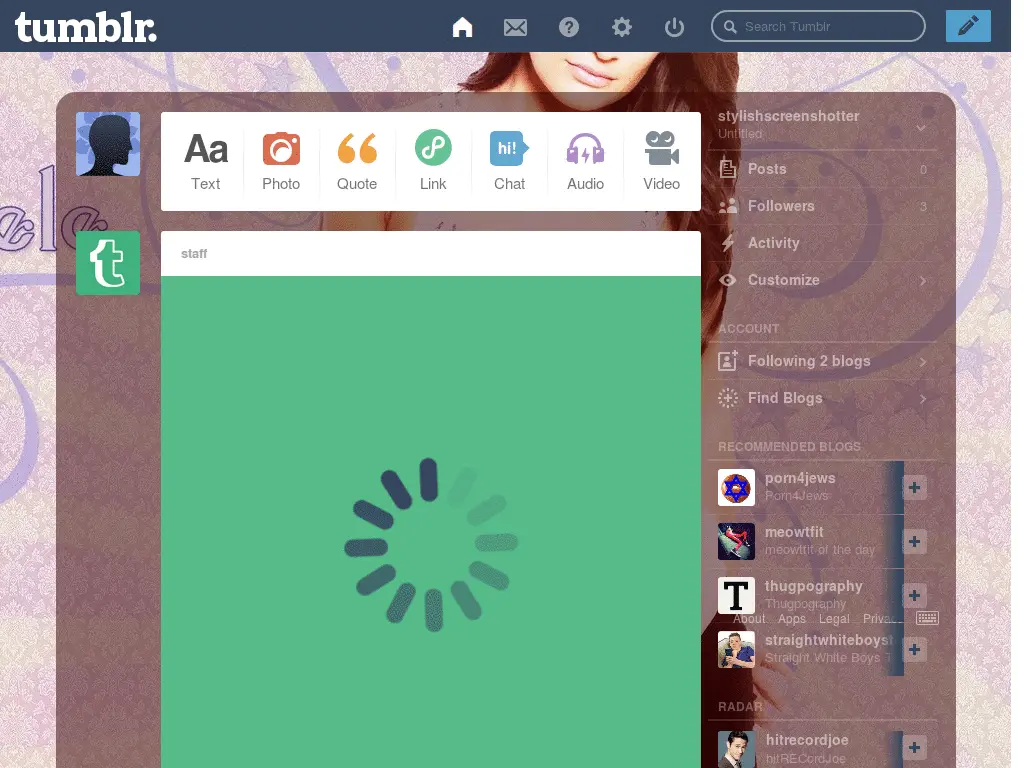 tumblr.
Search Tumblr
Aa
Text
Photo
Quote
Link
hi!
Chat
Audio
Video
stylishscreenshotter
Untitled
Posts 0
Followers 3
Activity
Customize
ACCOUNT
Following 2 blogs
Find Blogs
RECOMMENDED BLOGS
porn4jews
Porn4Jews
meowtfit
meowtfit of the day
T
thugpography
Thugpography
About Apps Legal Privac
straightwhiteboyst
Straight White Boys T
RADAR
hitrecordjoe
hitRECordJoe
t
staff